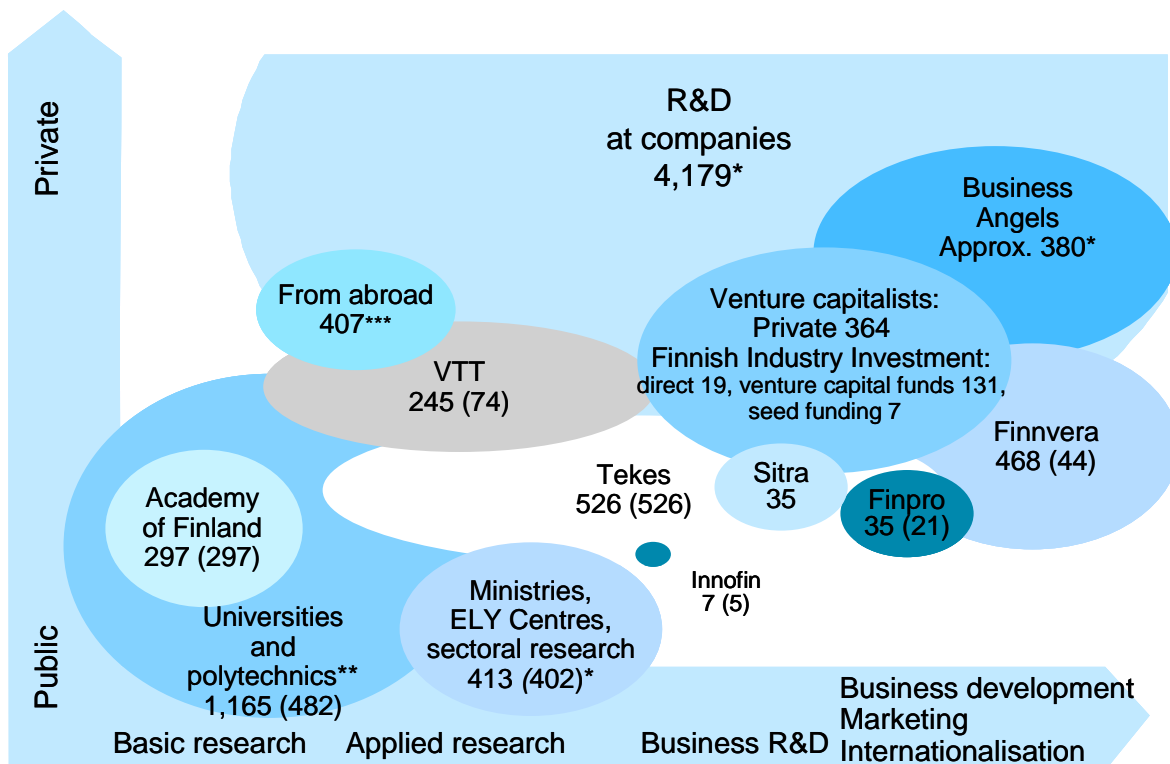 Private
R&D
at companies
4,179*
Business
Angels
Approx. 380*
From abroad
407***
Venture capitalists:
Private 364
Finnish Industry Investment:
direct 19, venture capital funds 131,
seed funding 7
VTT
245 (74)
Finnvera
468 (44)
Tekes
526 (526)
Sitra
35
Finpro
35 (21)
Academy
of Finland
297 (297)
Innofin
7 (5)
Ministries,
ELY Centres,
sectoral research
413 (402)*
Universities
and
polytechnics**
1,165 (482)
Public
Basic research
Applied research
Business R&D
Business development
Marketing
Internationalisation